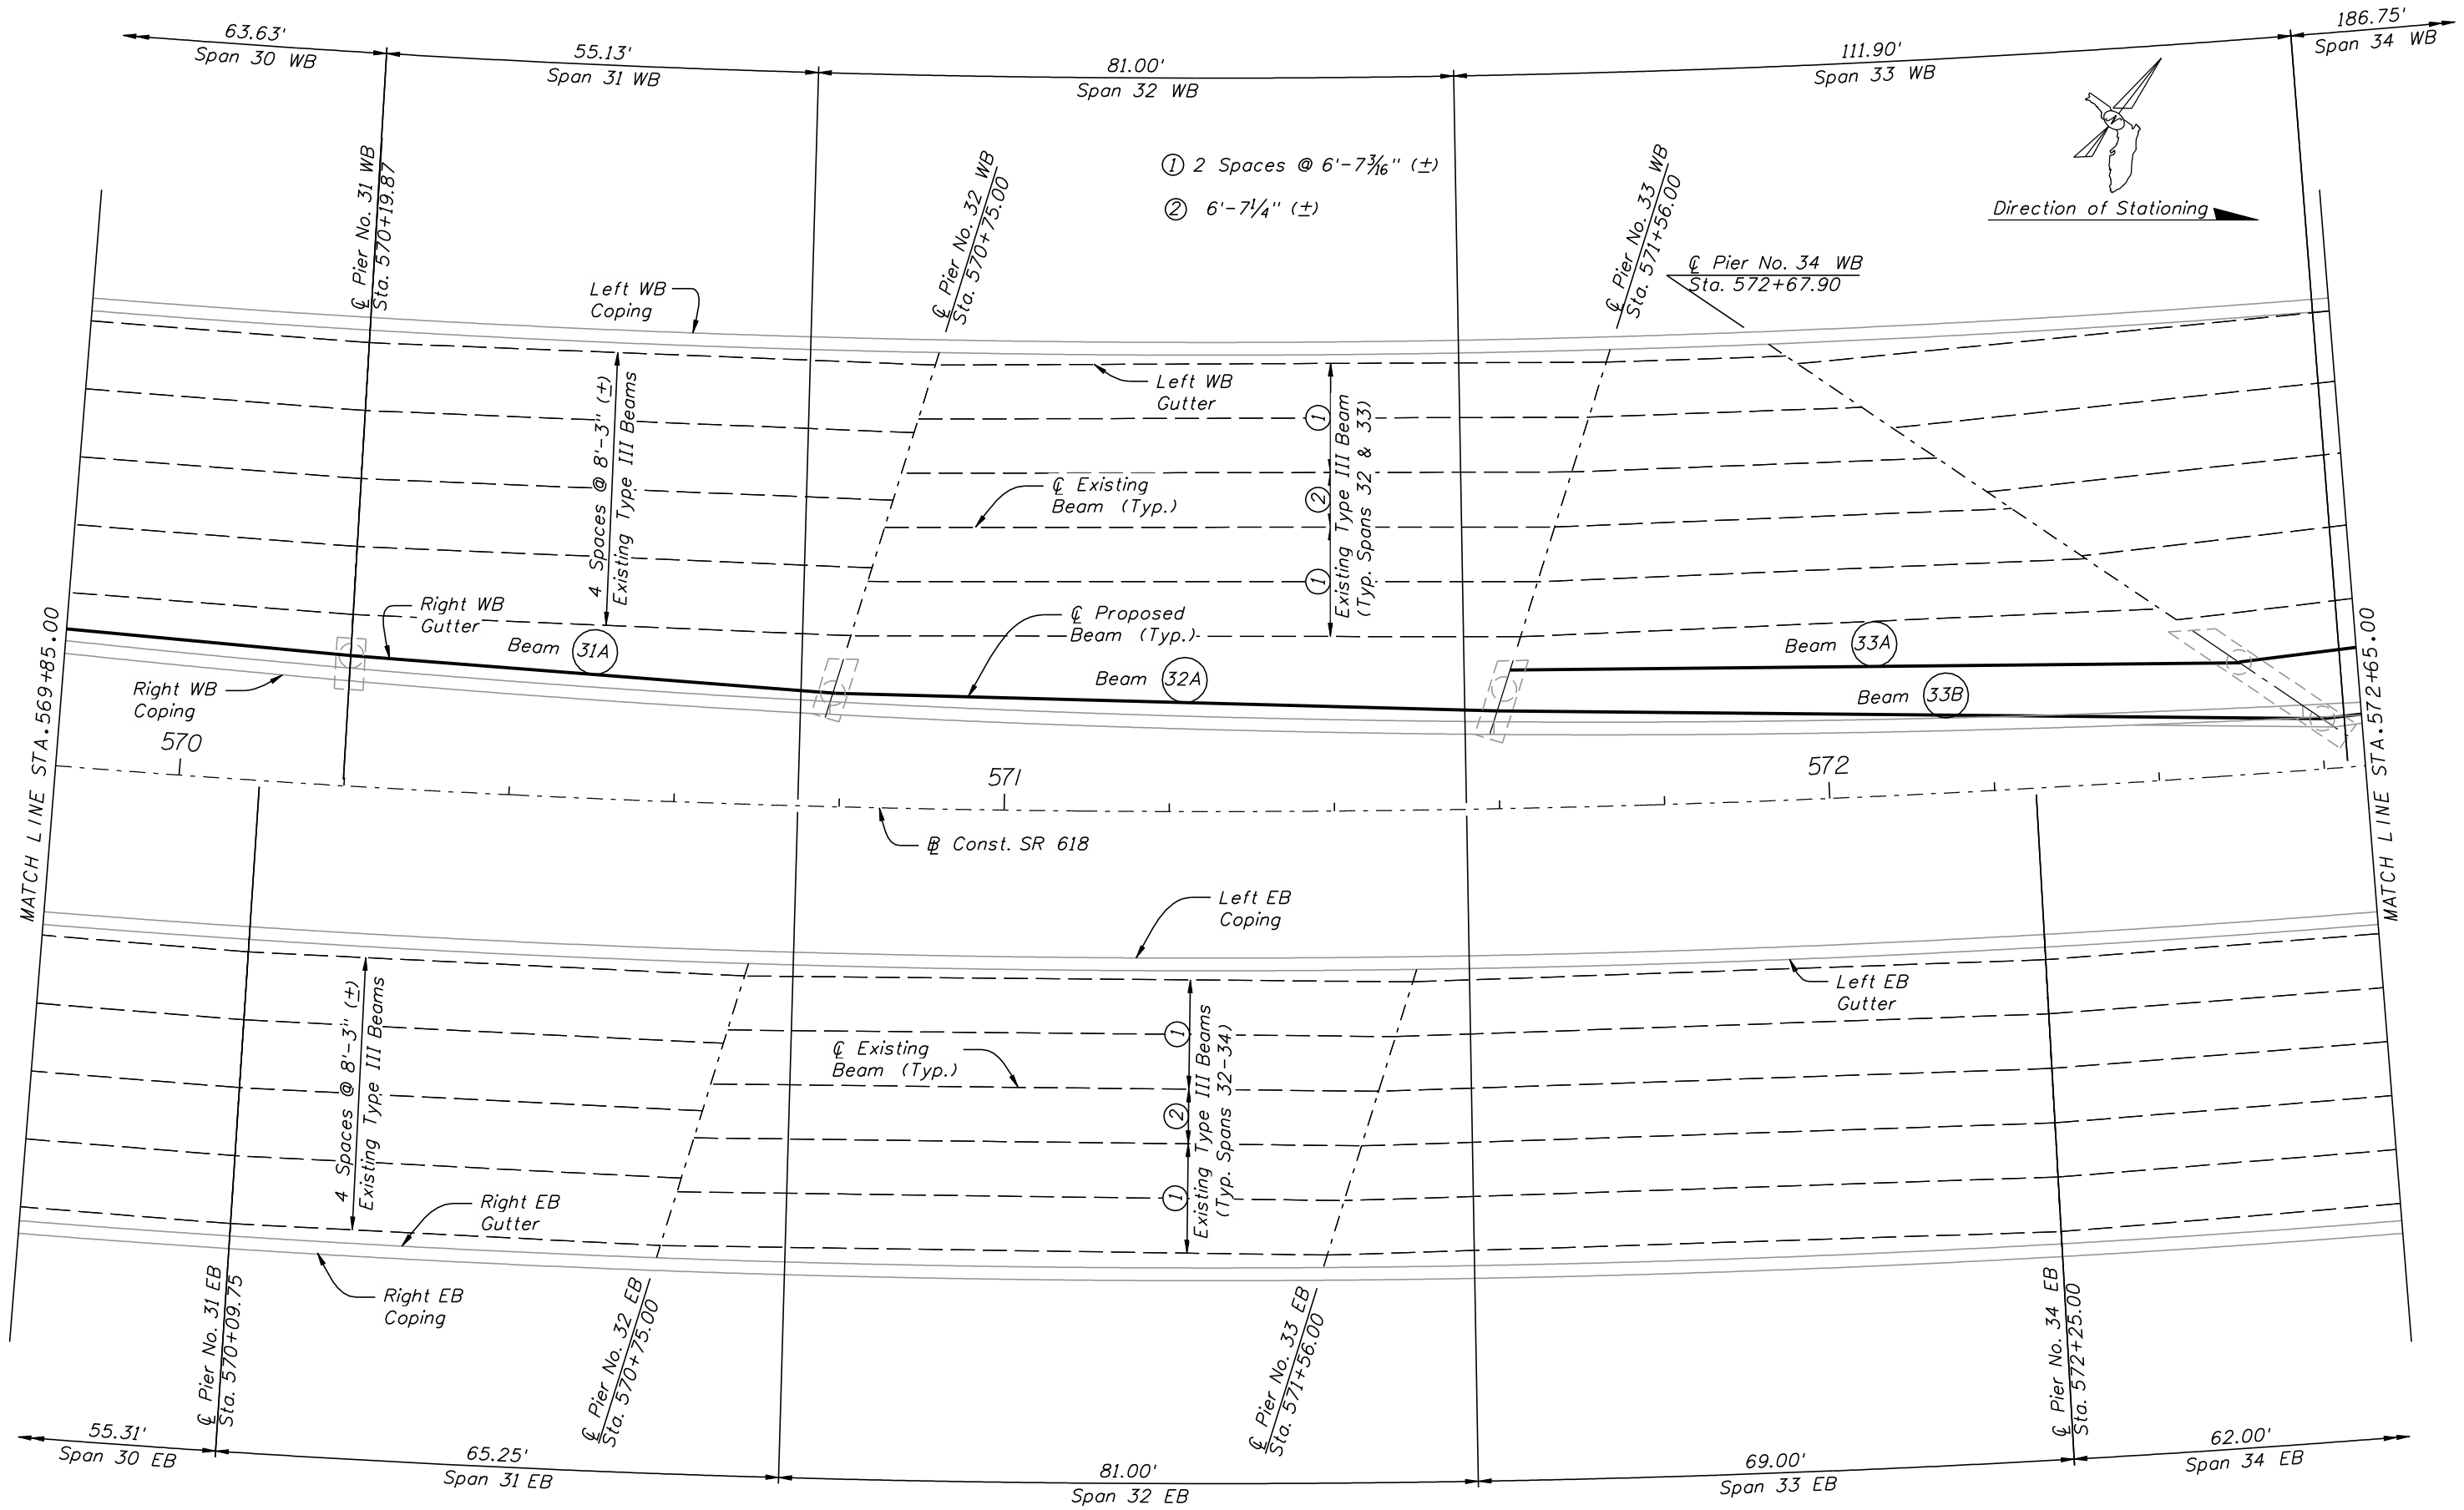 63.63'
Span 30 WB
55.13'
Span 31 WB
81.00'
Span 32 WB
111.90'
Span 33 WB
186.75'
Span 34 WB
℄ Pier No. 31 WB
Sta. 570+19.87
℄ Pier No. 32 WB
Sta. 570+75.00
① 2 Spaces @ 6'-7 3/16" (±)
② 6'-7 1/4" (±)
℄ Pier No. 33 WB
Sta. 571+56.00
℄ Pier No. 34 WB
Sta. 572+67.90
N
Direction of Stationing
Left WB
Coping
4 Spaces @ 8'-3" (±)
Existing Type III Beams
Left WB
Gutter
①
②
①
Existing Type III Beam
(Typ. Spans 32 & 33)
℄ Existing
Beam (Typ.)
Right WB
Gutter
Beam 31A
℄ Proposed
Beam (Typ.)
Beam 32A
Beam 33A
Beam 33B
Right WB
Coping
MATCH LINE STA. 569+85.00
MATCH LINE STA. 572+65.00
570
571
572
℄ Const. SR 618
Left EB
Coping
Left EB
Gutter
4 Spaces @ 8'-3" (±)
Existing Type III Beams
℄ Existing
Beam (Typ.)
①
②
①
Existing Type III Beams
(Typ. Spans 32-34)
Right EB
Gutter
Right EB
Coping
℄ Pier No. 31 EB
Sta. 570+09.75
℄ Pier No. 32 EB
Sta. 570+75.00
℄ Pier No. 33 EB
Sta. 571+56.00
℄ Pier No. 34 EB
Sta. 572+25.00
55.31'
Span 30 EB
65.25'
Span 31 EB
81.00'
Span 32 EB
69.00'
Span 33 EB
62.00'
Span 34 EB